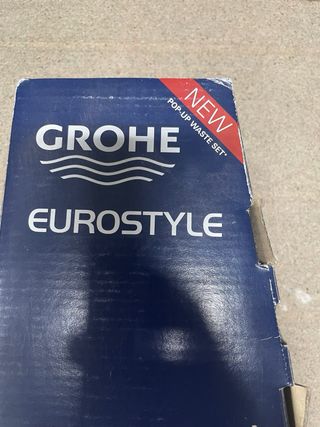 NEW
POP-UP WASTE SET*
GROHE
EUROSTYLE